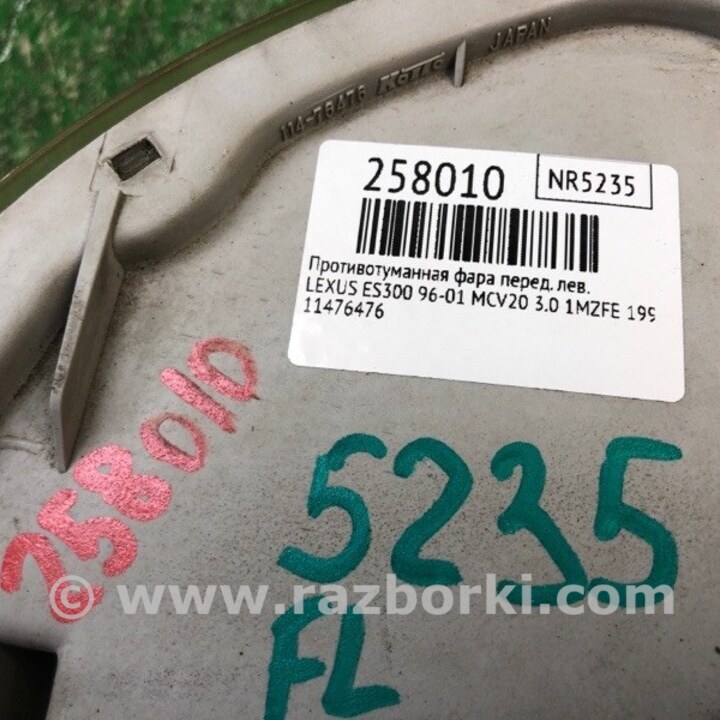 114-76476 Koito JAPAN
258010
NR5235
Противотуманная фара перед. лев.
LEXUS ES300 96-01 MCV20 3.0 1MZFE 199
11476476
258010
5235
FL
© www.razborki.com